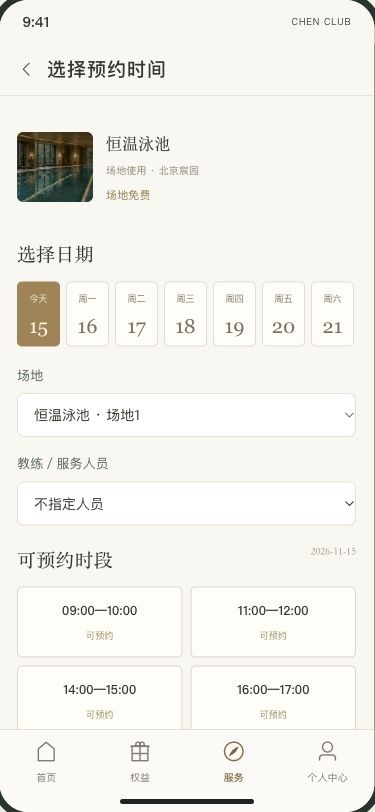 9:41 CHEN CLUB
选择预约时间
恒温泳池
场地使用 · 北京宸园
场地免费
选择日期
今天 周一 周二 周三 周四 周五 周六
15 16 17 18 19 20 21
场地
恒温泳池 · 场地1
教练 / 服务人员
不指定人员
可预约时段 2026-11-15
09:00—10:00 11:00—12:00
可预约 可预约
14:00—15:00 16:00—17:00
可预约 可预约
首页 权益 服务 个人中心